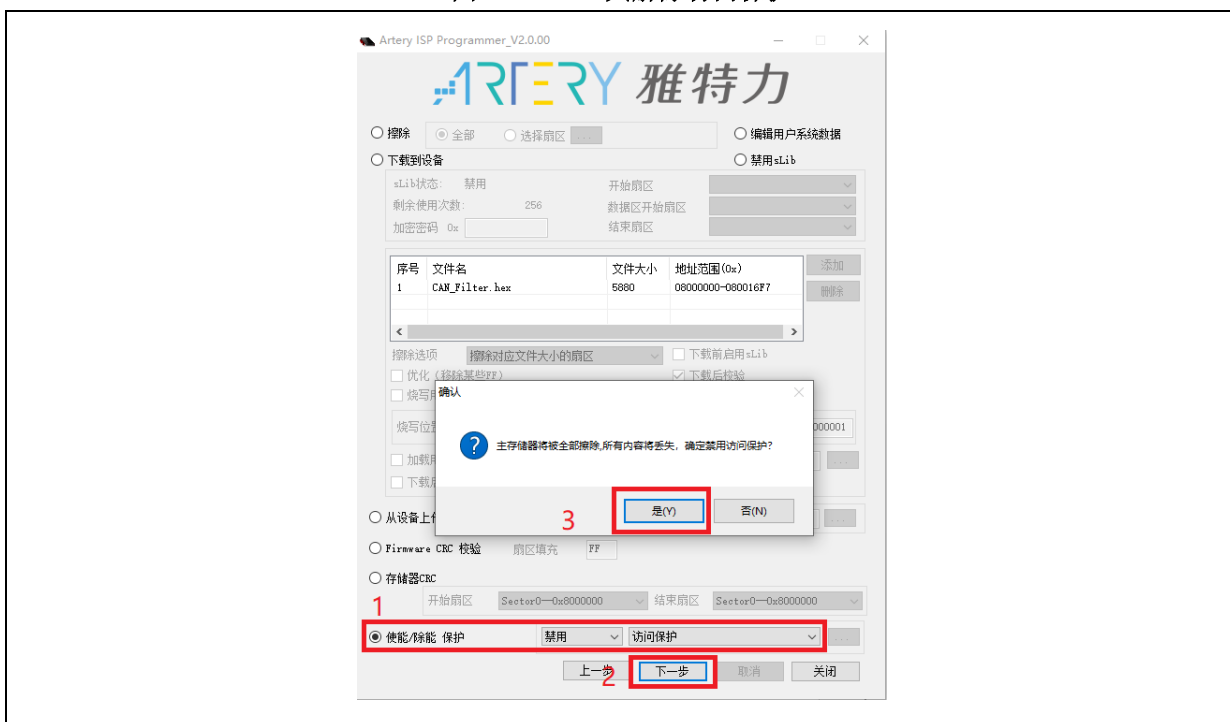 Artery ISP Programmer_V2.0.00
ARTERY 雅特力
擦除 全部 选择扇区 ... 编辑用户系统数据
下载到设备 禁用sLib
sLib状态: 禁用 开始扇区
剩余使用次数: 256 数据区开始扇区
加密密码 0x 结束扇区
序号 文件名 文件大小 地址范围(0x) 添加
1 CAN_Filter.hex 5880 08000000-080016F7 删除
擦除选项 擦除对应文件大小的扇区 下载前启用sLib
优化 (移除某些FF) 下载后校验
烧写
确认
烧写位 000001
主存储器将被全部擦除,所有内容将丢失, 确定禁用访问保护?
加载 ...
下载
是(Y) 否(N)
从设备上 ...
3
Firmware CRC 校验 扇区填充 FF
存储器CRC
开始扇区 Sector0—0x8000000 结束扇区 Sector0—0x8000000
1
使能/除能 保护 禁用 访问保护 ...
上一步 下一步 取消 关闭
2